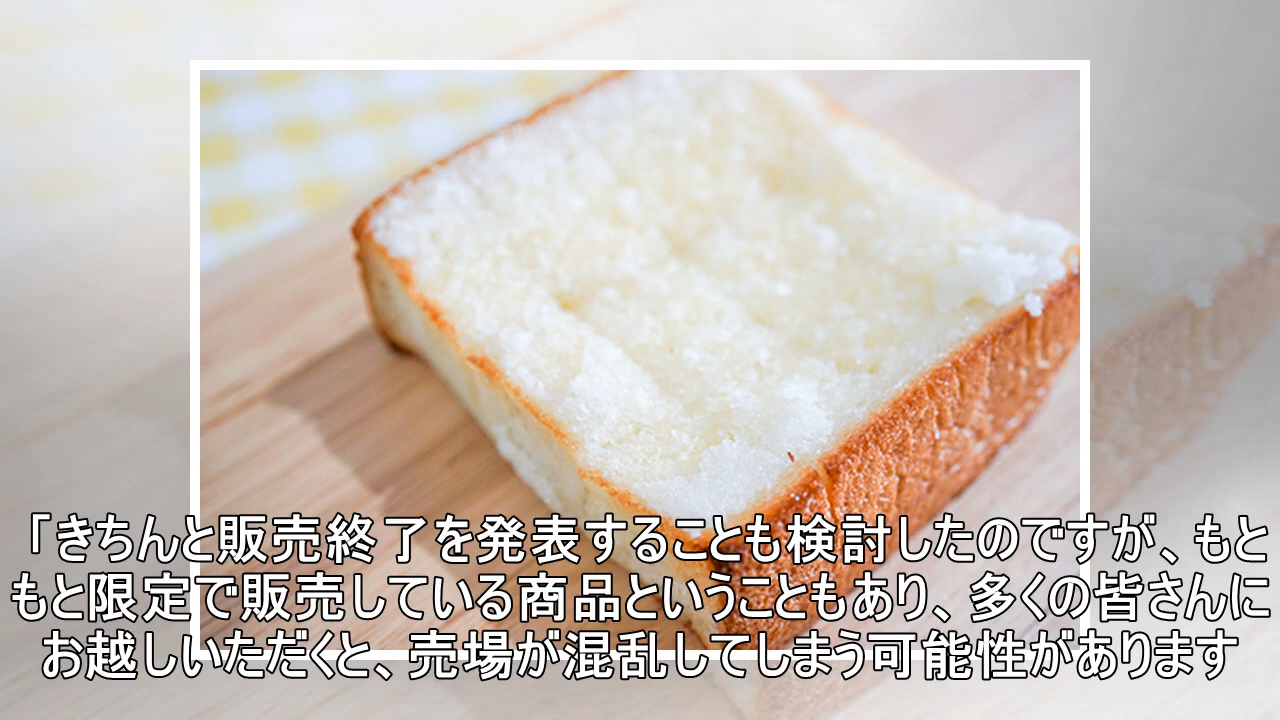 「きちんと販売終了を発表することも検討したのですが、もと
もと限定で販売している商品ということもあり、多くの皆さんに
お越しいただくと、売場が混乱してしまう可能性があります